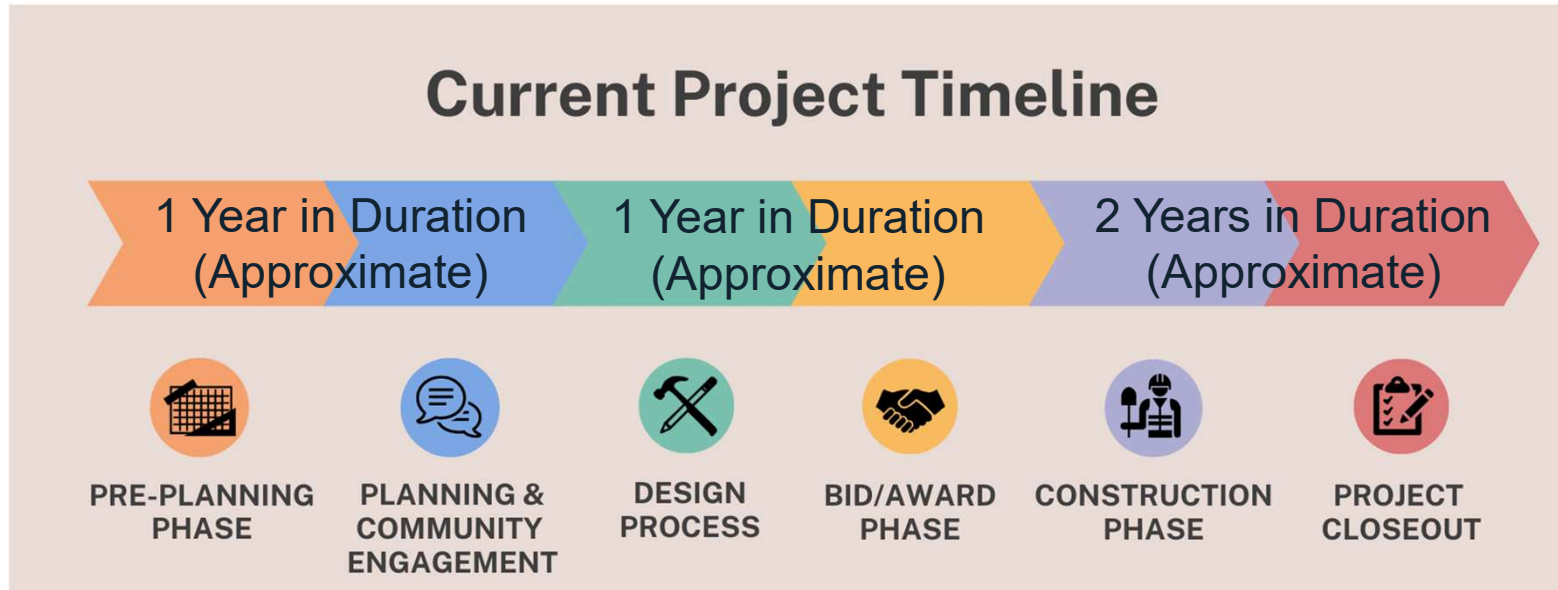 Current Project Timeline
1 Year in Duration
(Approximate)
1 Year in Duration
(Approximate)
2 Years in Duration
(Approximate)
PRE-PLANNING
PHASE
PLANNING &
COMMUNITY
ENGAGEMENT
DESIGN
PROCESS
BID/AWARD
PHASE
CONSTRUCTION
PHASE
PROJECT
CLOSEOUT